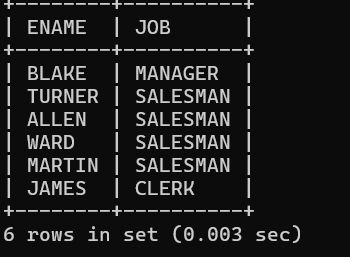 +--------+----------+
| ENAME  | JOB      |
+--------+----------+
| BLAKE  | MANAGER  |
| TURNER | SALESMAN |
| ALLEN  | SALESMAN |
| WARD   | SALESMAN |
| MARTIN | SALESMAN |
| JAMES  | CLERK    |
+--------+----------+
6 rows in set (0.003 sec)